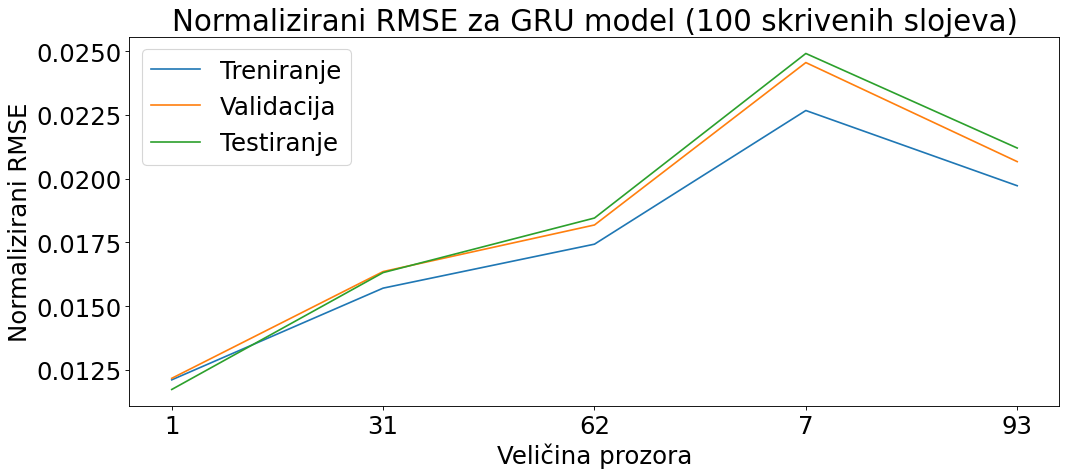 Normalizirani RMSE za GRU model (100 skrivenih slojeva)
Treniranje
Validacija
Testiranje
Normalizirani RMSE
0.0250
0.0225
0.0200
0.0175
0.0150
0.0125
1 31 62 7 93
Veličina prozora